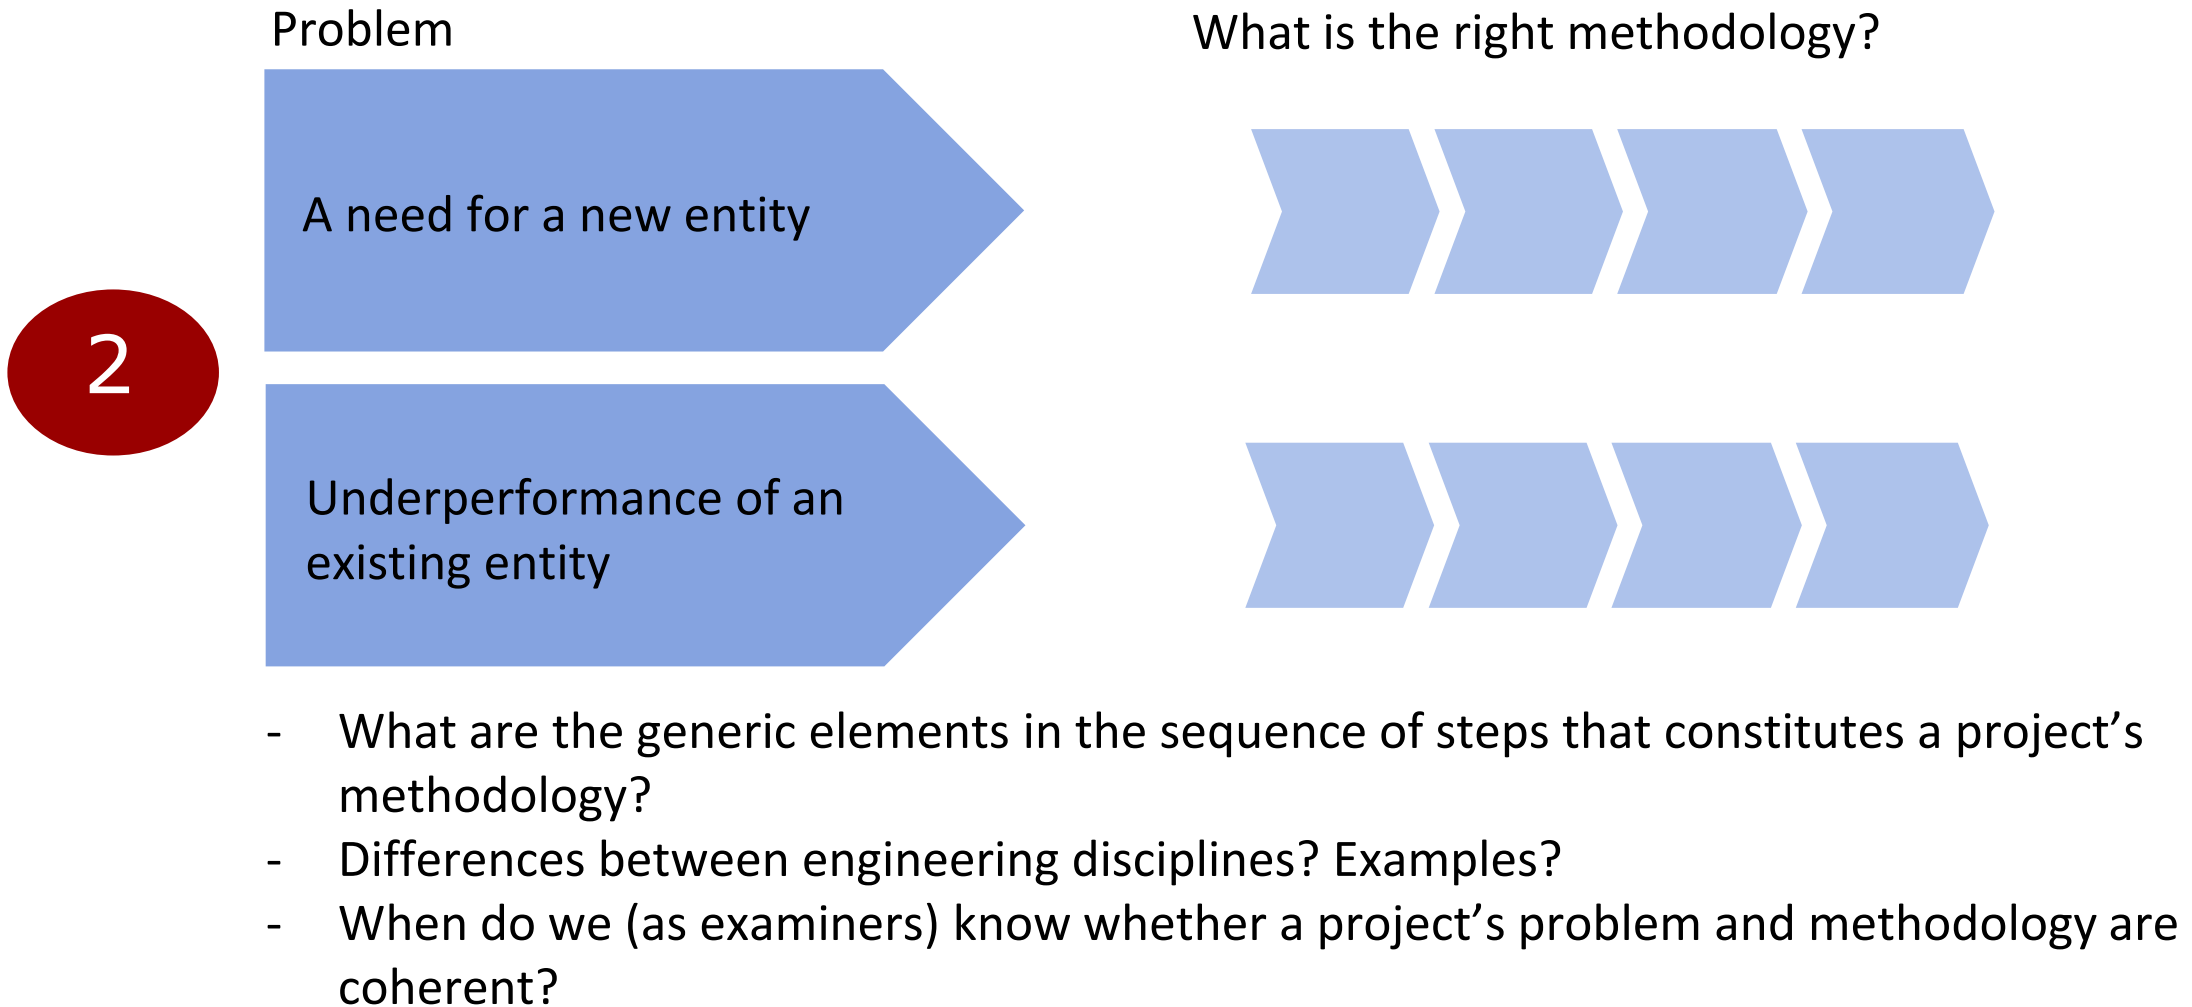 Problem
What is the right methodology?
A need for a new entity
2
Underperformance of an
existing entity
- What are the generic elements in the sequence of steps that constitutes a project’s
methodology?
- Differences between engineering disciplines? Examples?
- When do we (as examiners) know whether a project’s problem and methodology are
coherent?